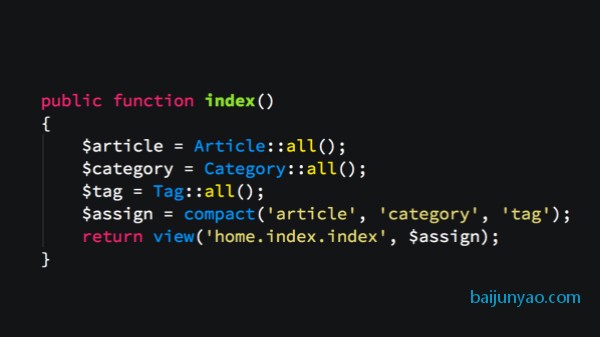 public function index()
{
    $article = Article::all();
    $category = Category::all();
    $tag = Tag::all();
    $assign = compact('article', 'category', 'tag');
    return view('home.index.index', $assign);
}
baijunyao.com